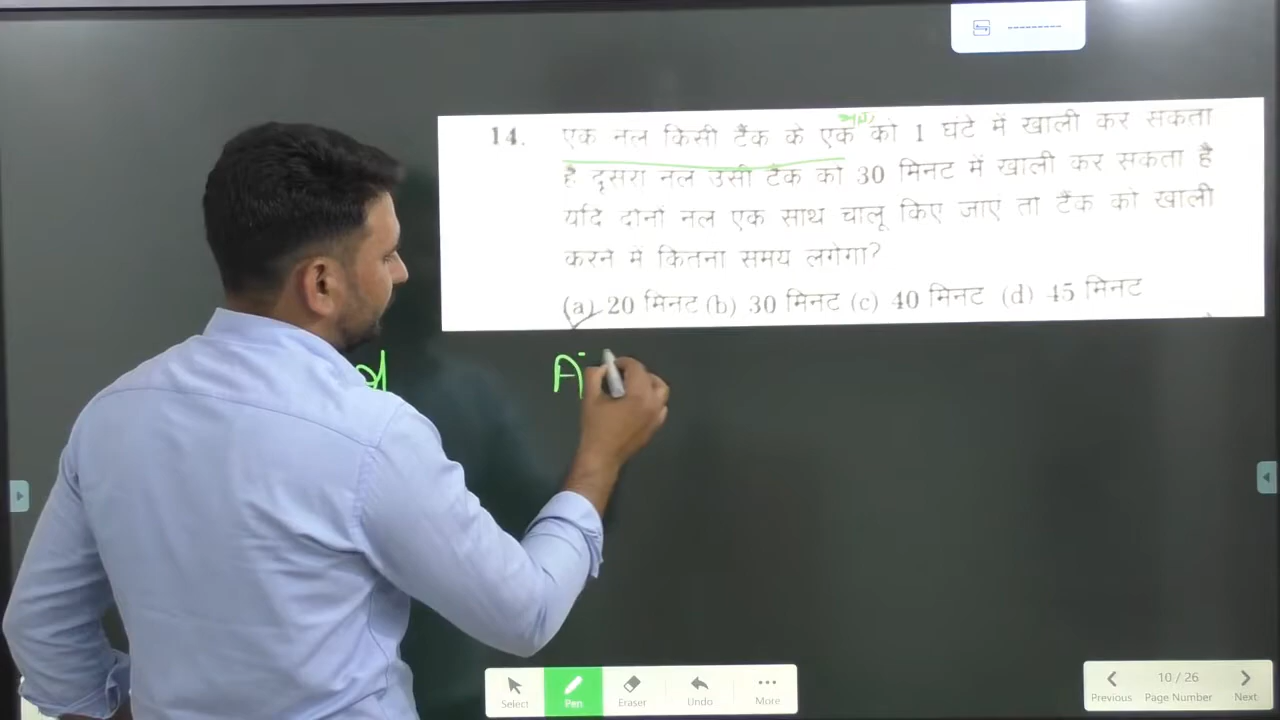 14. एक नल किसी टैंक के एक को 1 घंटे में खाली कर सकता
है दूसरा नल उसी टैंक को 30 मिनट में खाली कर सकता है
यदि दोनों नल एक साथ चालू किए जाएं तो टैंक को खाली
करने में कितना समय लगेगा?
(a) 20 मिनट (b) 30 मिनट (c) 40 मिनट (d) 45 मिनट
A
Select Pen Eraser Undo More
10 / 26
Previous Page Number Next